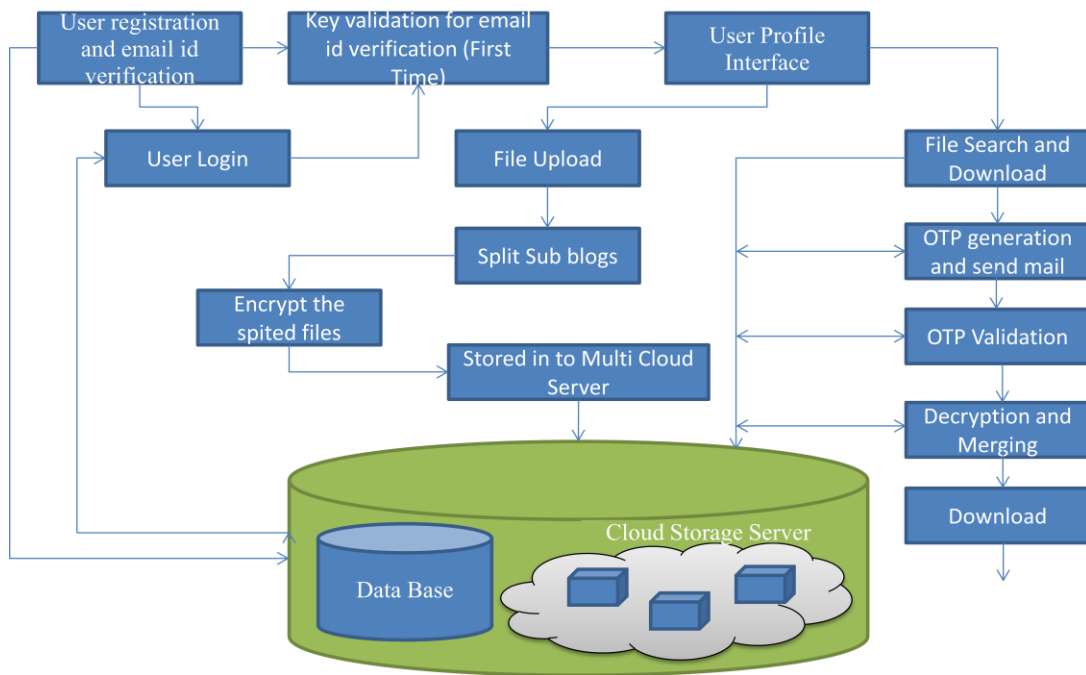 User registration
and email id
verification
Key validation for email
id verification (First
Time)
User Profile
Interface
User Login
File Upload
File Search and
Download
Split Sub blogs
OTP generation
and send mail
Encrypt the
spited files
OTP Validation
Stored in to Multi Cloud
Server
Decryption and
Merging
Download
Cloud Storage Server
Data Base